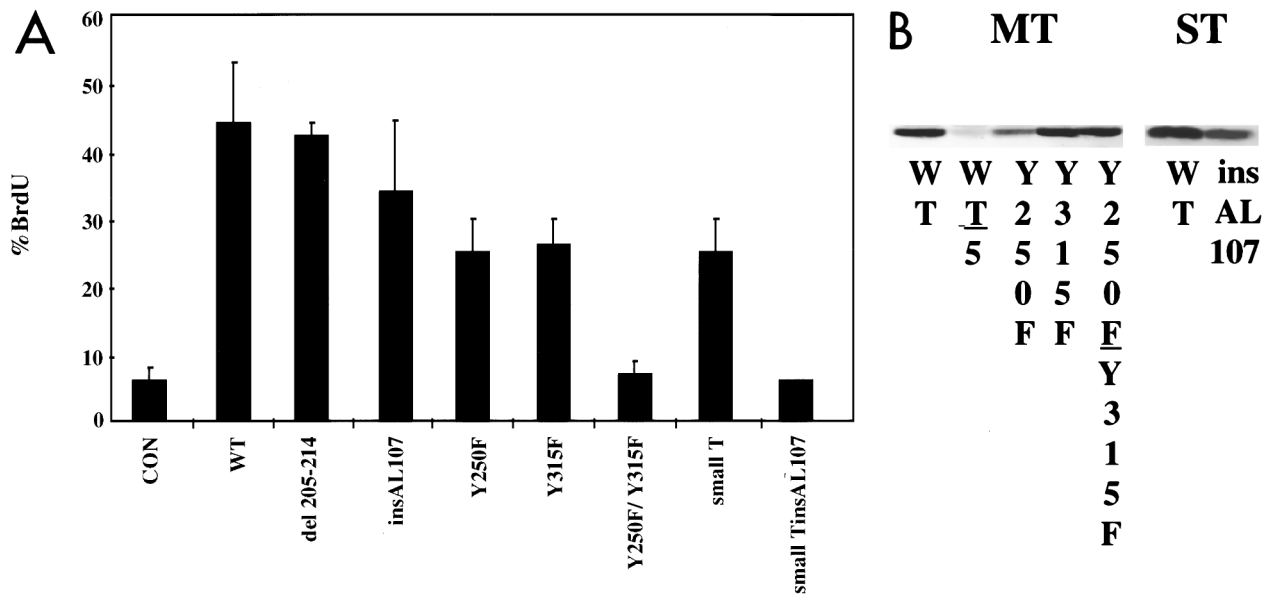 A
60
50
40
30
20
10
0
%BrdU
CON
WT
del 205-214
insAL107
Y250F
Y315F
Y250F/ Y315F
small T
small TinsAL107
B
MT
ST
W Y Y Y W ins
T T 2 3 2 T AL
5 5 1 5 107
0 5 0
F F F
Y
3
1
5
F